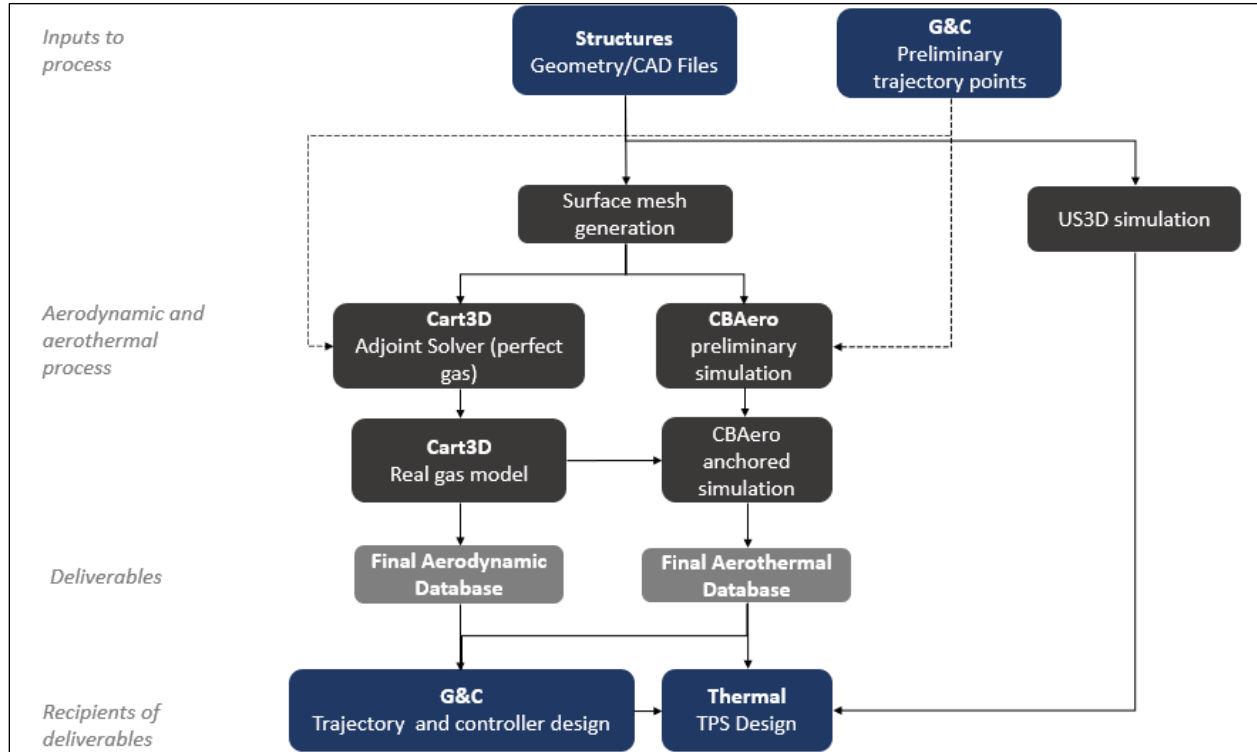 Inputs to
process
Structures
Geometry/CAD Files
G&C
Preliminary
trajectory points
Surface mesh
generation
US3D simulation
Aerodynamic and
aerothermal
process
Cart3D
Adjoint Solver (perfect
gas)
CBAero
preliminary
simulation
Cart3D
Real gas model
CBAero
anchored
simulation
Deliverables
Final Aerodynamic
Database
Final Aerothermal
Database
Recipients of
deliverables
G&C
Trajectory and controller design
Thermal
TPS Design